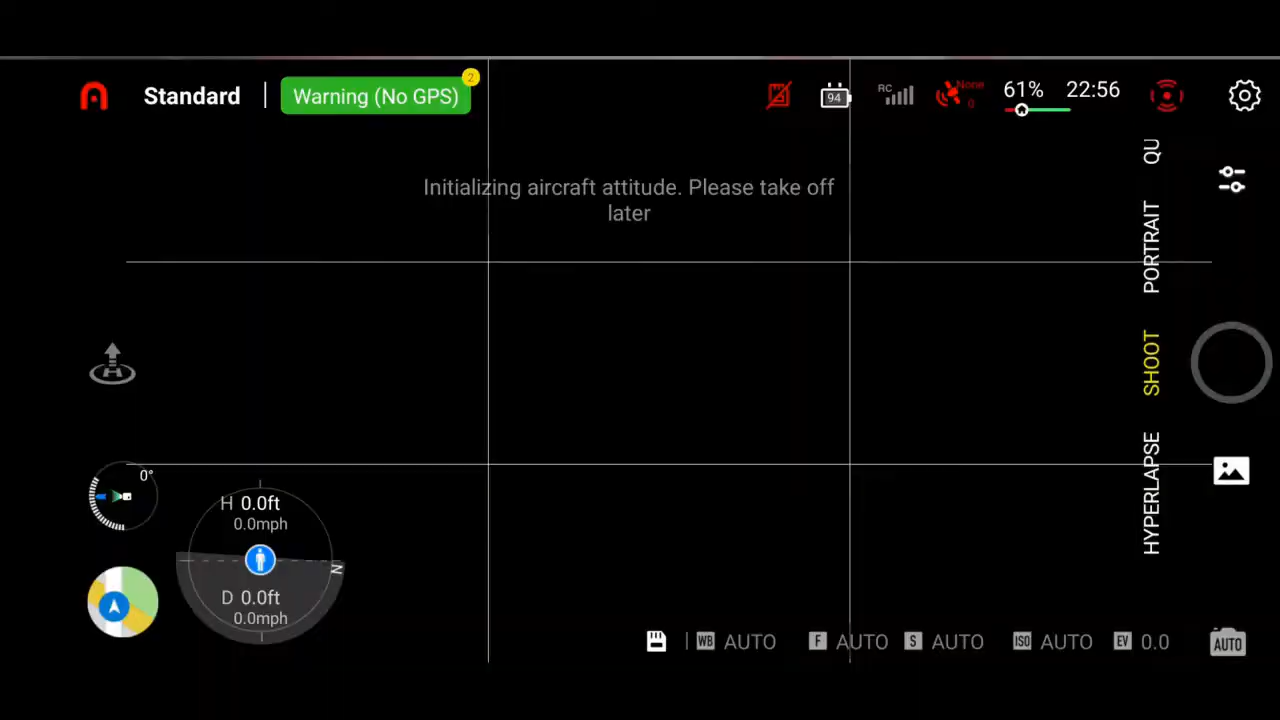 Standard
Warning (No GPS)
2
94
RC
None
0
61%
22:56
Initializing aircraft attitude. Please take off
later
QU
PORTRAIT
SHOOT
HYPERLAPSE
0°
H 0.0ft
0.0mph
N
D 0.0ft
0.0mph
WB AUTO
F AUTO
S AUTO
ISO AUTO
EV 0.0
AUTO